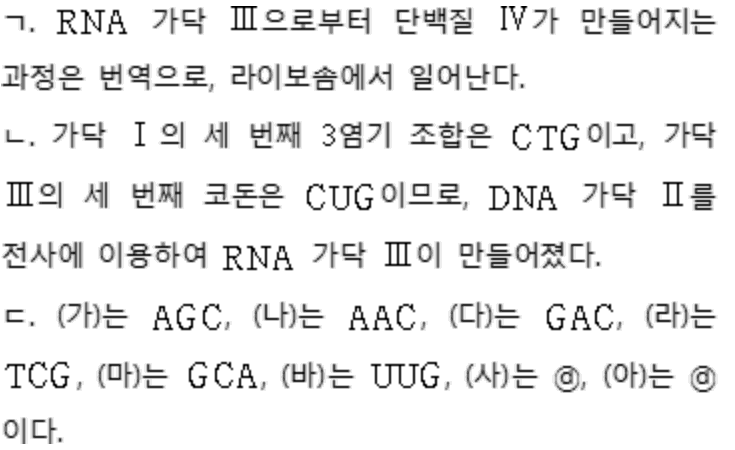 ㄱ. RNA 가닥 Ⅲ으로부터 단백질 Ⅳ가 만들어지는
과정은 번역으로, 라이보솜에서 일어난다.
ㄴ. 가닥 Ⅰ의 세 번째 3염기 조합은 CTG이고, 가닥
Ⅲ의 세 번째 코돈은 CUG이므로, DNA 가닥 Ⅱ를
전사에 이용하여 RNA 가닥 Ⅲ이 만들어졌다.
ㄷ. (가)는 AGC, (나)는 AAC, (다)는 GAC, (라)는
TCG, (마)는 GCA, (바)는 UUG, (사)는 ⓐ, (아)는 ⓐ
이다.